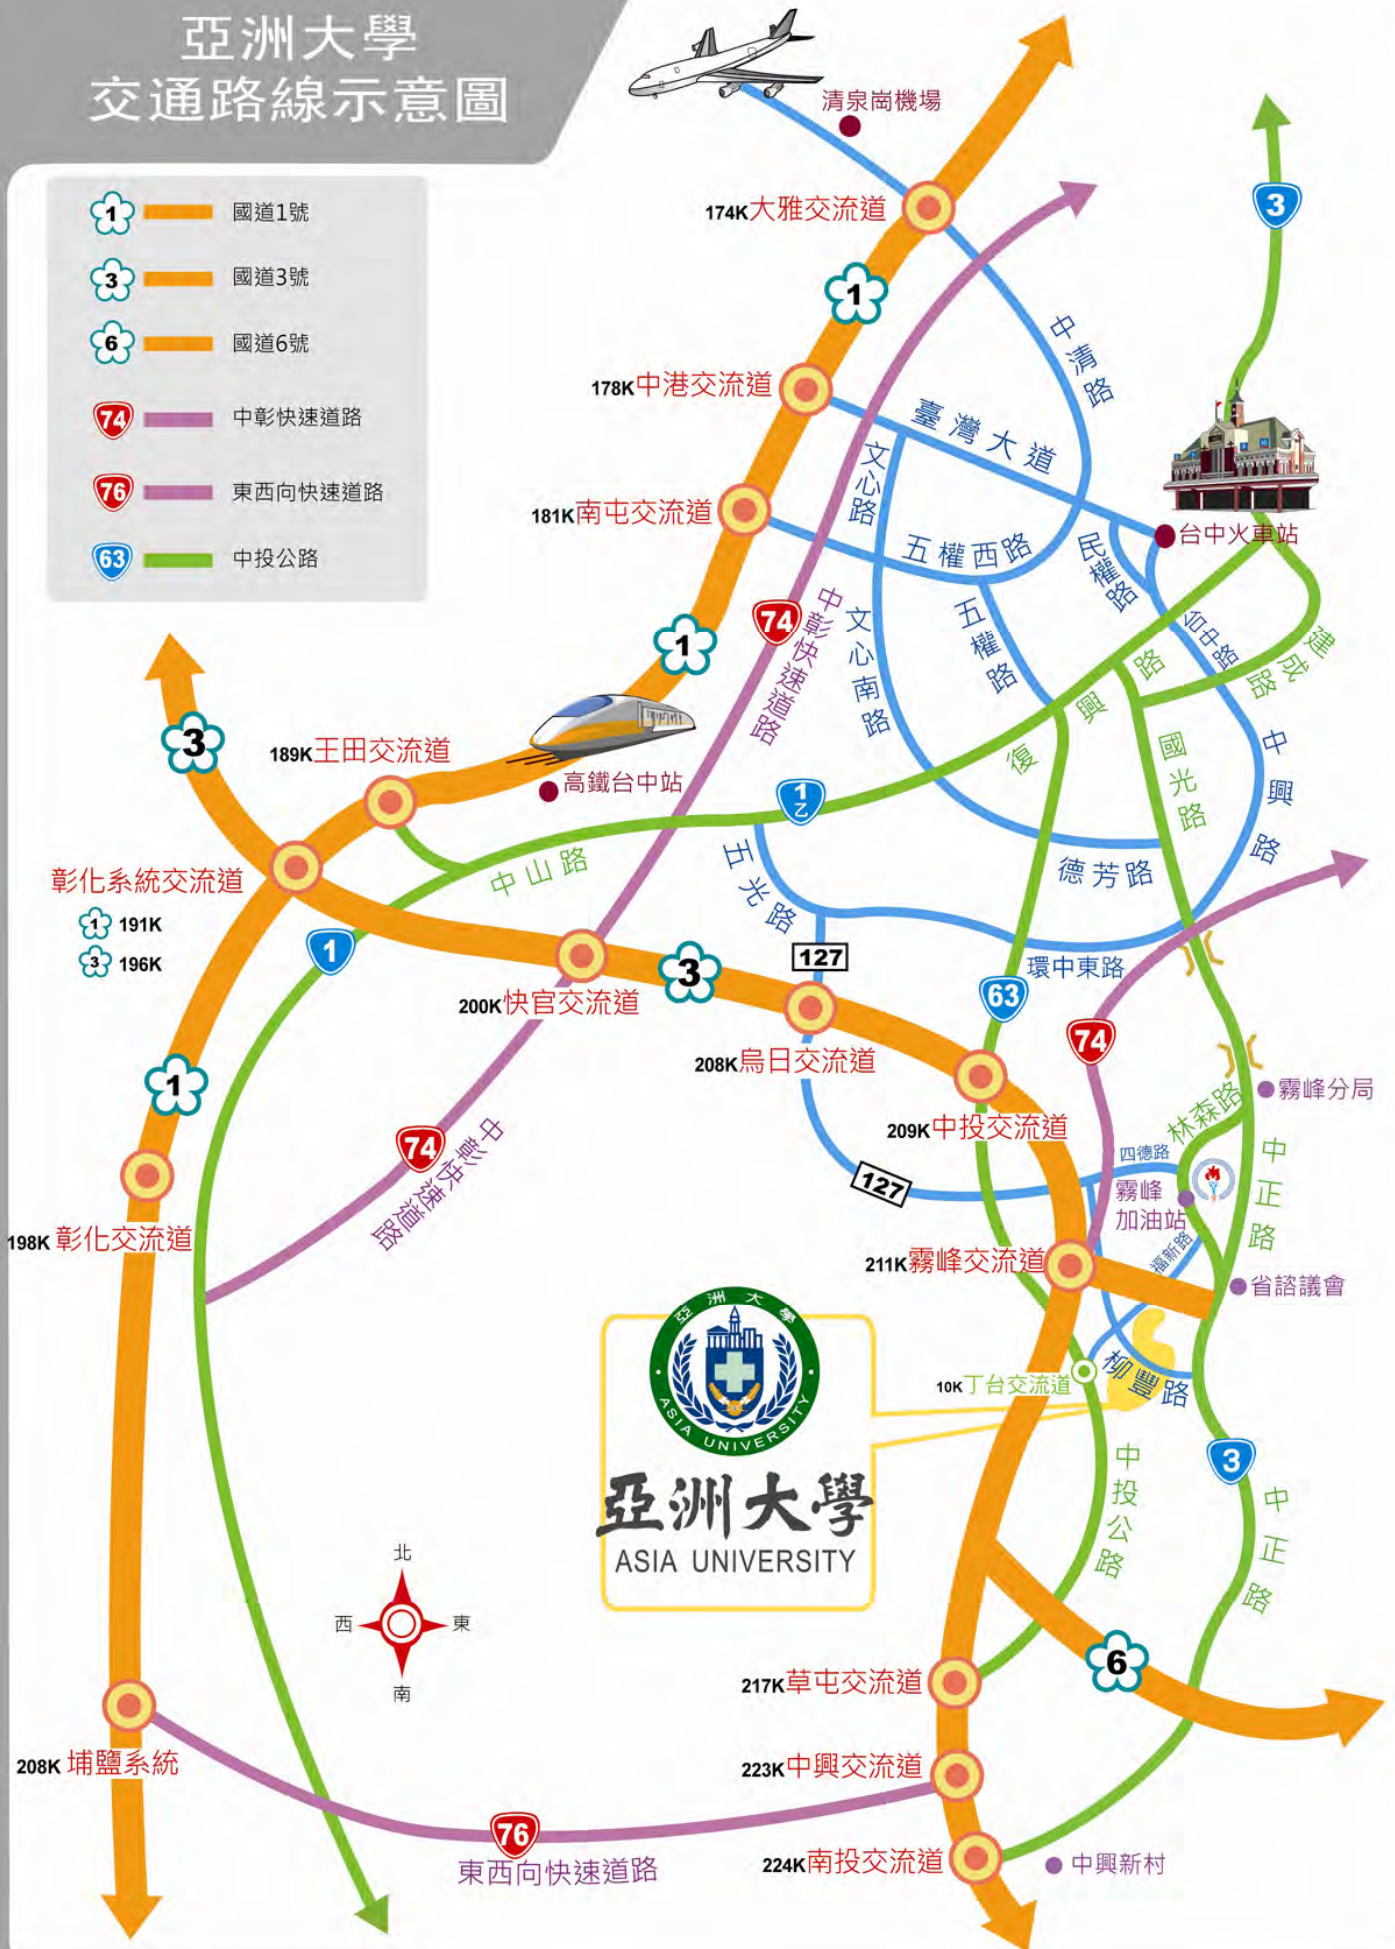 亞洲大學
交通路線示意圖
1 國道1號
3 國道3號
6 國道6號
74 中彰快速道路
76 東西向快速道路
63 中投公路
清泉崗機場
174K大雅交流道
3
1
中清路
178K中港交流道
臺灣大道
文心路
181K南屯交流道
五權西路
民權路
台中火車站
74
中彰快速道路
文心南路
五權路
台中路
建成路
1
復興路
3
189K王田交流道
國光路
中興路
高鐵台中站
1乙
中山路
五光路
德芳路
彰化系統交流道
1 191K
3 196K
1
127
環中東路
3
63
200K快官交流道
208K烏日交流道
74
1
霧峰分局
林森路
209K中投交流道
74
中彰快速道路
四德路
中正路
127
霧峰
加油站
198K 彰化交流道
福新路
211K霧峰交流道
省諮議會
亞洲大學
ASIA UNIVERSITY
10K丁台交流道
柳豐路
亞洲大學
ASIA UNIVERSITY
中投公路
3
中正路
北
西
東
南
6
217K草屯交流道
208K 埔鹽系統
223K中興交流道
76
東西向快速道路
224K南投交流道
中興新村